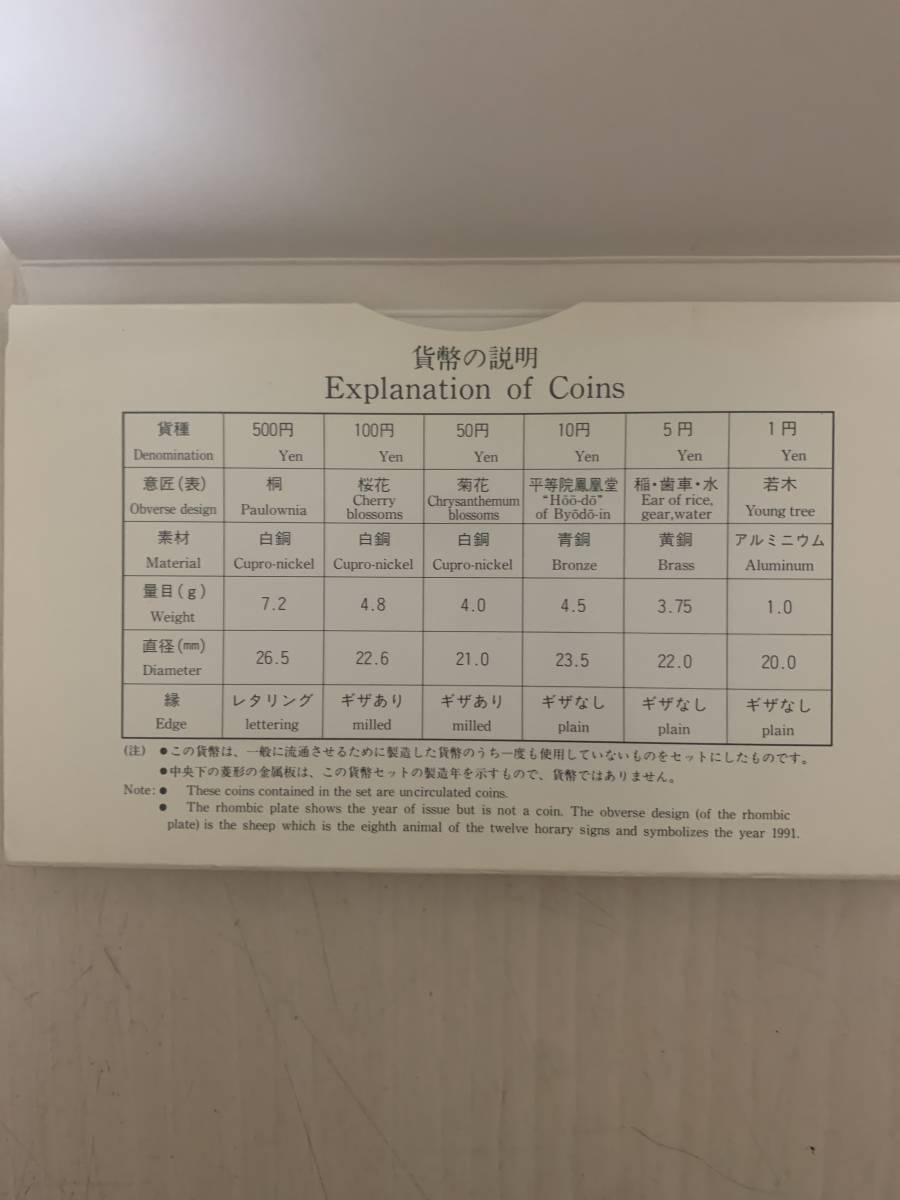 貨幣の説明
Explanation of Coins
貨種 500円 100円 50円 10円 5円 1円
Denomination Yen Yen Yen Yen Yen Yen
意匠(表) 桐 桜花 菊花 平等院鳳凰堂 稲・歯車・水 若木
Obverse design Paulownia Cherry blossoms Chrysanthemum blossoms “Hōō-dō” of Byōdō-in Ear of rice, gear,water Young tree
素材 白銅 白銅 白銅 青銅 黄銅 アルミニウム
Material Cupro-nickel Cupro-nickel Cupro-nickel Bronze Brass Aluminum
量目(g) 7.2 4.8 4.0 4.5 3.75 1.0
Weight
直径(㎜) 26.5 22.6 21.0 23.5 22.0 20.0
Diameter
縁 レタリング ギザあり ギザあり ギザなし ギザなし ギザなし
Edge lettering milled milled plain plain plain
(注) ●この貨幣は、一般に流通させるために製造した貨幣のうち一度も使用していないものをセットにしたものです。
●中央下の菱形の金属板は、この貨幣セットの製造年を示すもので、貨幣ではありません。
Note: ● These coins contained in the set are uncirculated coins.
● The rhombic plate shows the year of issue but is not a coin. The obverse design (of the rhombic
plate) is the sheep which is the eighth animal of the twelve horary signs and symbolizes the year 1991.